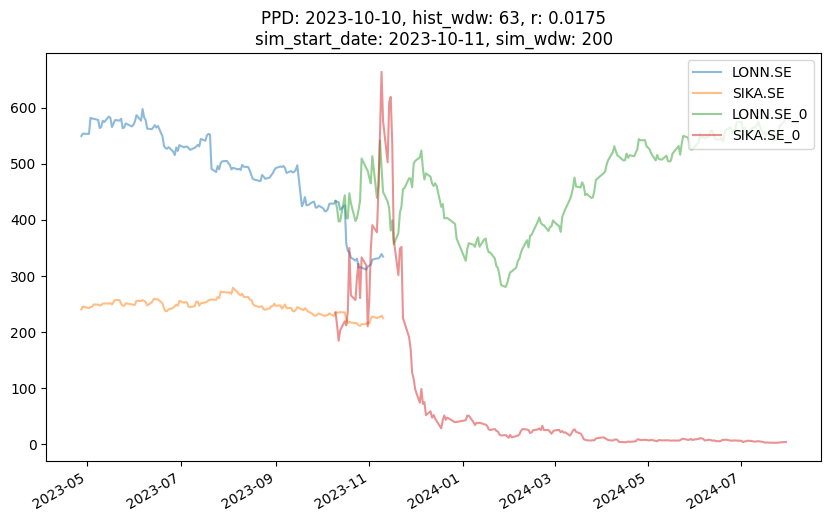 PPD: 2023-10-10, hist_wdw: 63, r: 0.0175
sim_start_date: 2023-10-11, sim_wdw: 200
LONN.SE
SIKA.SE
LONN.SE_0
SIKA.SE_0
600
500
400
300
200
100
0
2023-05
2023-07
2023-09
2023-11
2024-01
2024-03
2024-05
2024-07